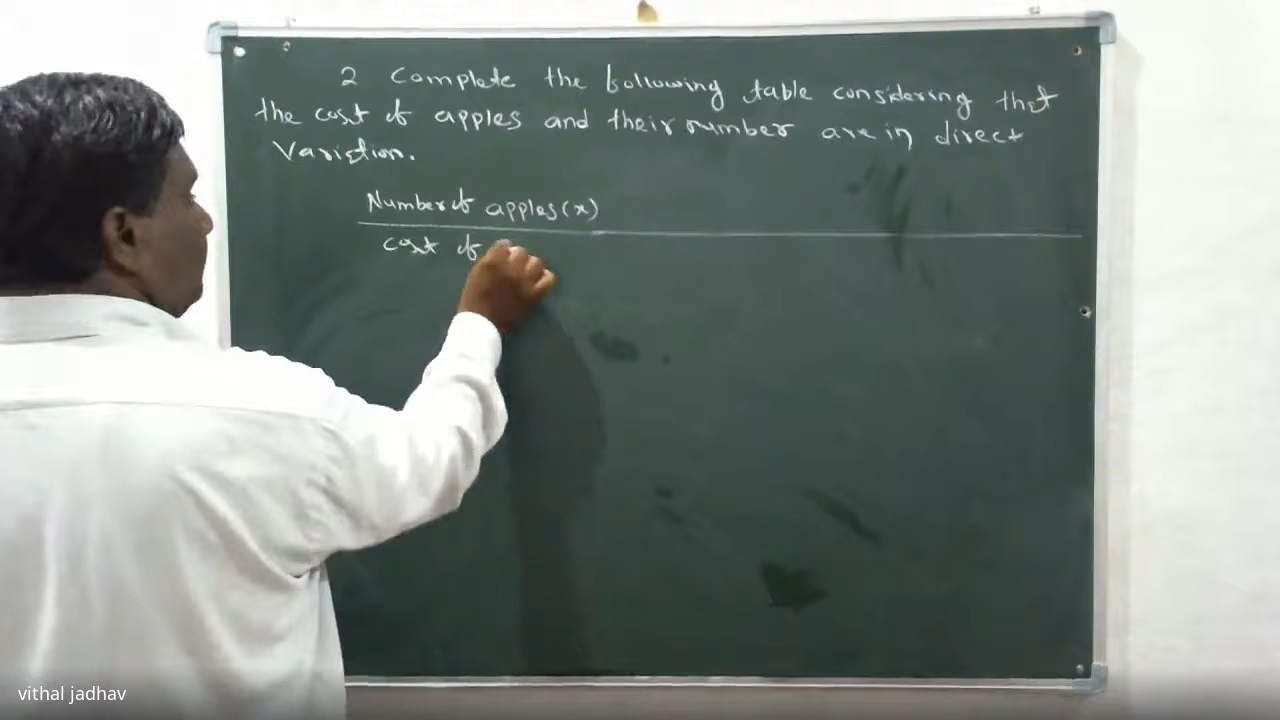 2 Complete the following table considering that
the cost of apples and their number are in direct
Variation.
Number of apples(x)
cost of
vithal jadhav